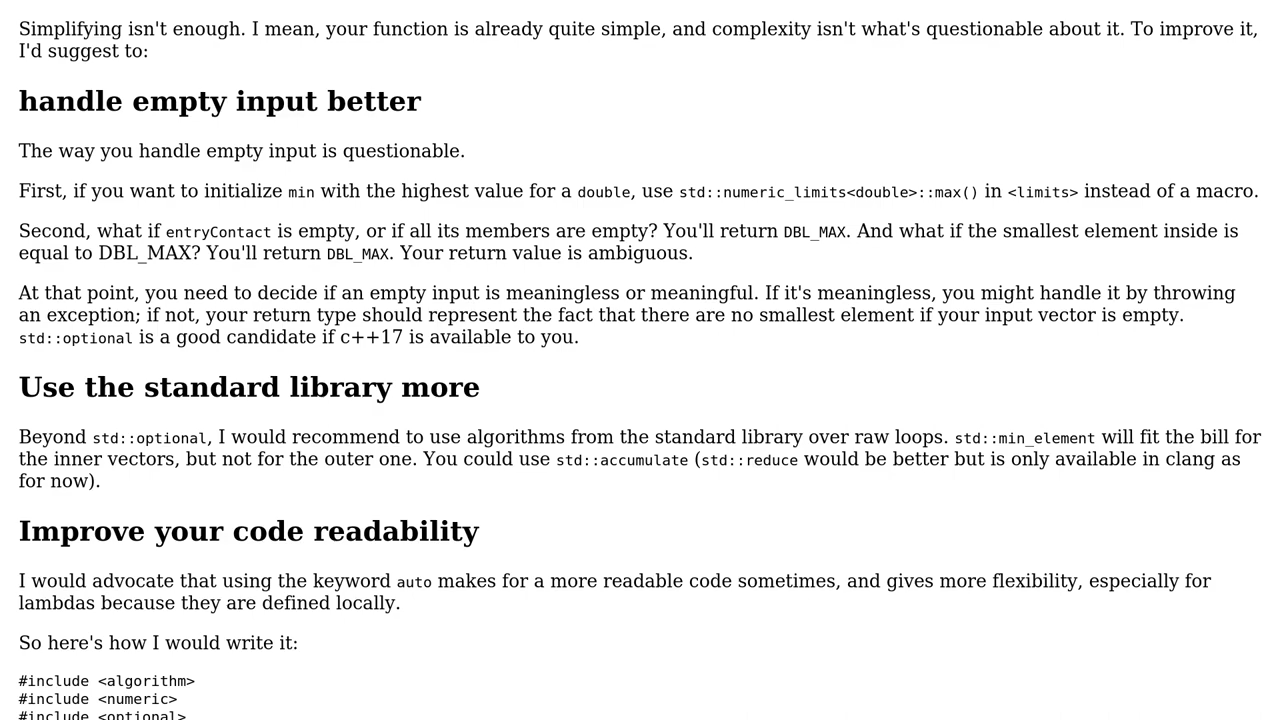 Simplifying isn't enough. I mean, your function is already quite simple, and complexity isn't what's questionable about it. To improve it,
I'd suggest to:
handle empty input better
The way you handle empty input is questionable.
First, if you want to initialize min with the highest value for a double, use std::numeric_limits<double>::max() in <limits> instead of a macro.
Second, what if entryContact is empty, or if all its members are empty? You'll return DBL_MAX. And what if the smallest element inside is
equal to DBL_MAX? You'll return DBL_MAX. Your return value is ambiguous.
At that point, you need to decide if an empty input is meaningless or meaningful. If it's meaningless, you might handle it by throwing
an exception; if not, your return type should represent the fact that there are no smallest element if your input vector is empty.
std::optional is a good candidate if c++17 is available to you.
Use the standard library more
Beyond std::optional, I would recommend to use algorithms from the standard library over raw loops. std::min_element will fit the bill for
the inner vectors, but not for the outer one. You could use std::accumulate (std::reduce would be better but is only available in clang as
for now).
Improve your code readability
I would advocate that using the keyword auto makes for a more readable code sometimes, and gives more flexibility, especially for
lambdas because they are defined locally.
So here's how I would write it:
#include <algorithm>
#include <numeric>
#include <optional>